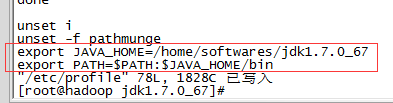 done
unset i
unset -f pathmunge
export JAVA_HOME=/home/softwares/jdk1.7.0_67
export PATH=$PATH:$JAVA_HOME/bin
"/etc/profile" 78L, 1828C 已写入
[root@hadoop jdk1.7.0_67]#